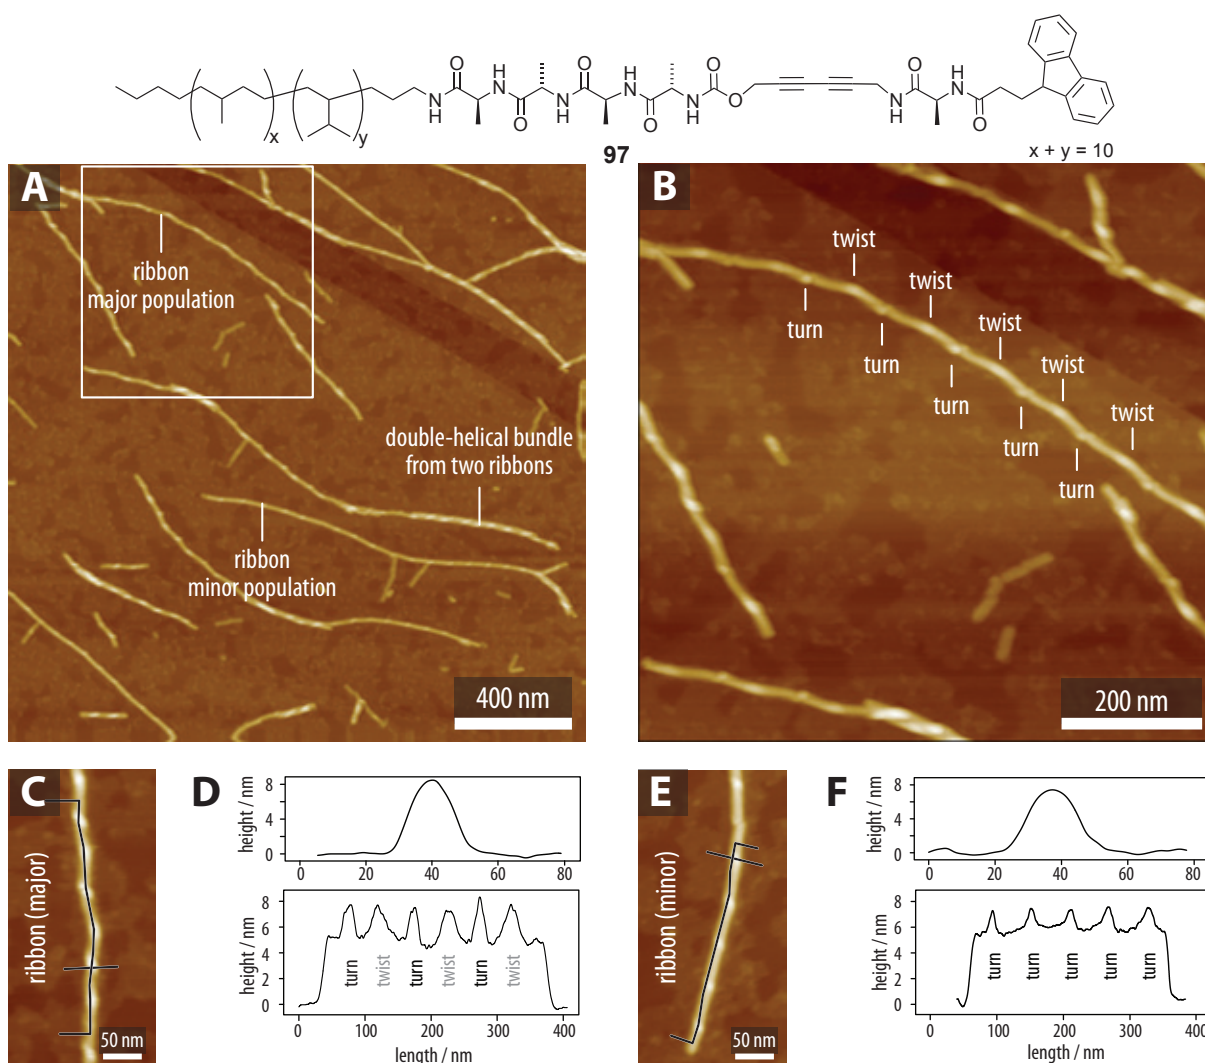 O
H
N
O
H
N
O
O
N
H
N
H
O
N
H
O
N
H
O
O
N
H
O
H
N
O
x
y
97
x + y = 10
A
ribbon
major population
double-helical bundle
from two ribbons
ribbon
minor population
400 nm
B
twist
twist
twist
twist
twist
turn
turn
turn
turn
turn
200 nm
C
ribbon (major)
50 nm
D
height / nm
8
4
0
0 20 40 60 80
height / nm
8
6
4
2
0
turn twist turn twist turn twist
0 100 200 300 400
length / nm
E
ribbon (minor)
50 nm
F
height / nm
8
4
0
0 20 40 60 80
height / nm
8
6
4
2
0
turn turn turn turn turn
0 100 200 300 400
length / nm